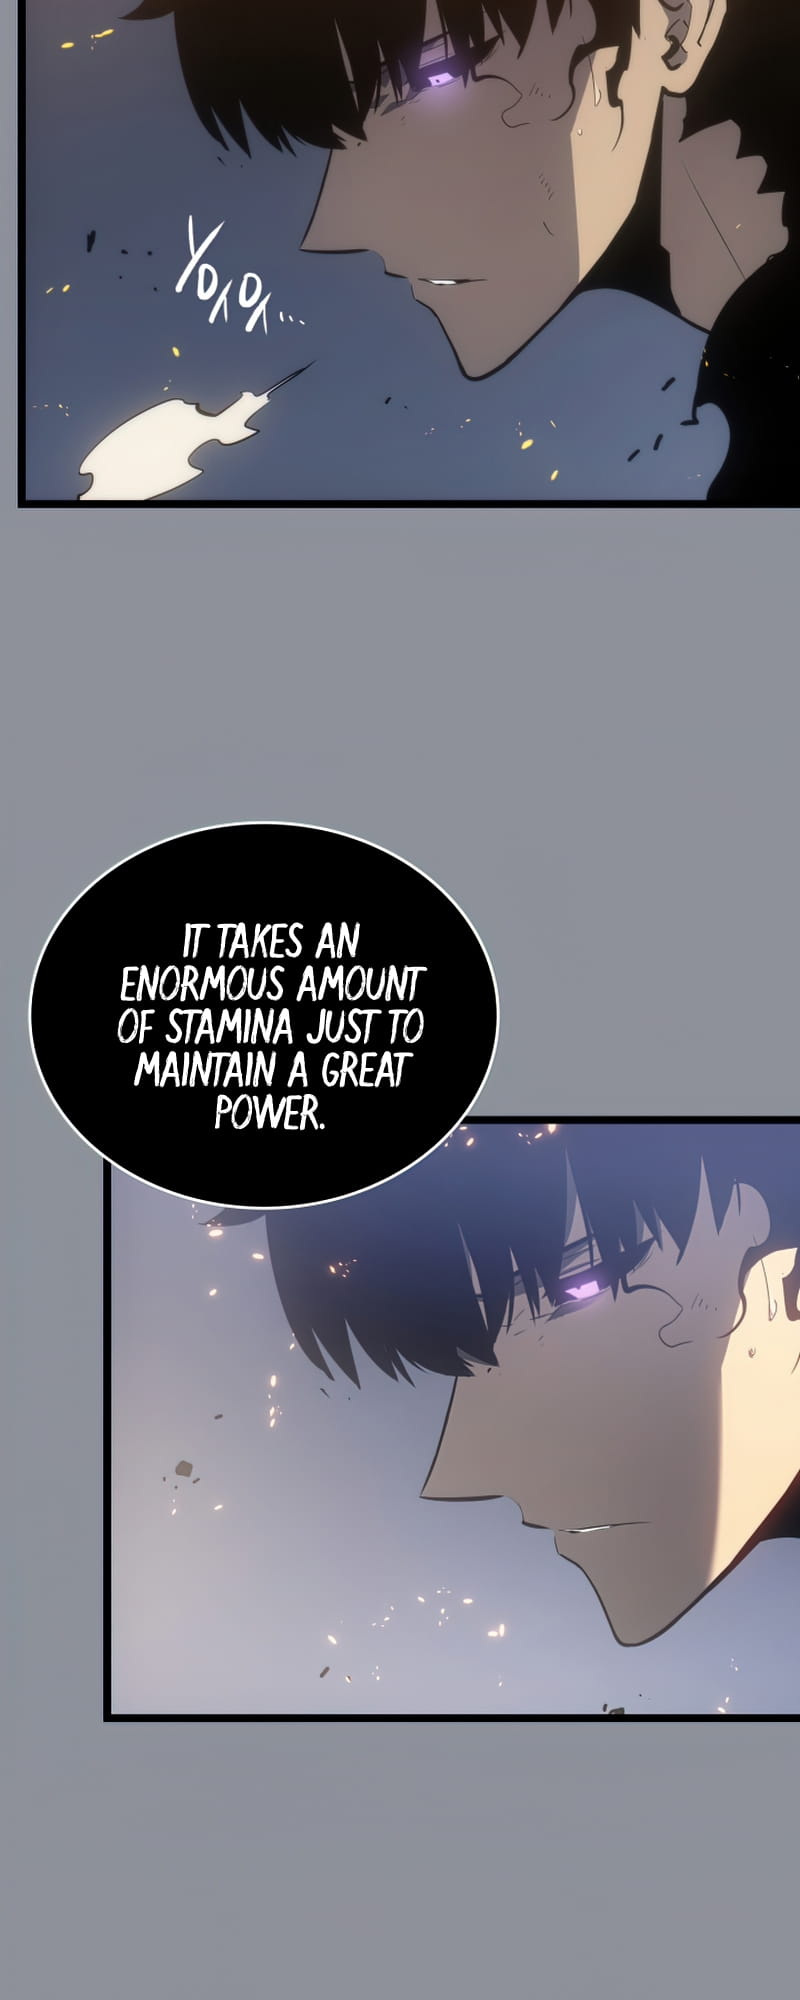 IT TAKES AN
ENORMOUS AMOUNT
OF STAMINA JUST TO
MAINTAIN A GREAT
POWER.